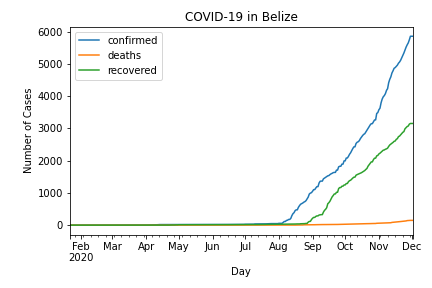 COVID-19 in Belize
confirmed
deaths
recovered
Number of Cases
6000
5000
4000
3000
2000
1000
0
Feb Mar Apr May Jun Jul Aug Sep Oct Nov Dec
2020
Day